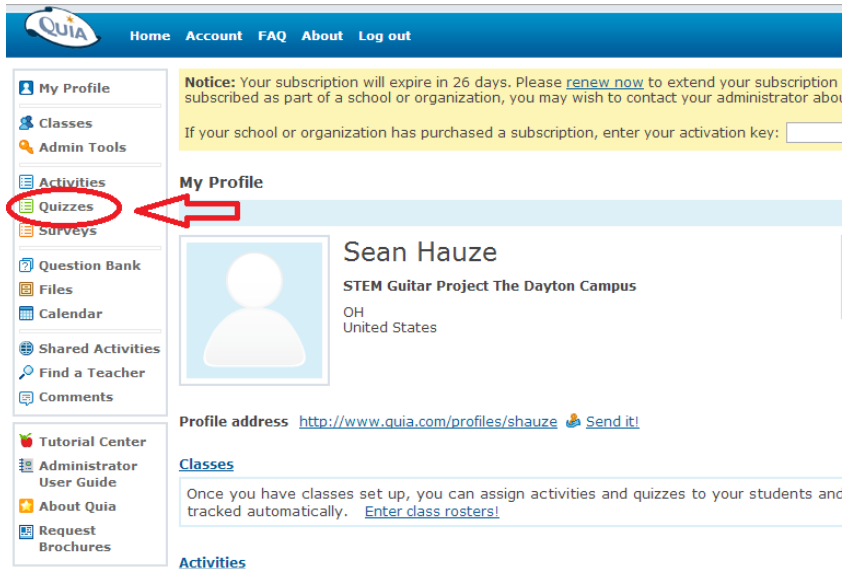 QUIA
Home Account FAQ About Log out
My Profile
Classes
Admin Tools
Activities
Quizzes
Surveys
Question Bank
Files
Calendar
Shared Activities
Find a Teacher
Comments
Tutorial Center
Administrator
User Guide
About Quia
Request
Brochures
Notice: Your subscription will expire in 26 days. Please renew now to extend your subscription
subscribed as part of a school or organization, you may wish to contact your administrator
If your school or organization has purchased a subscription, enter your activation key:
My Profile
Sean Hauze
STEM Guitar Project The Dayton Campus
OH
United States
Profile address http://www.quia.com/profiles/shauze Send it!
Classes
Once you have classes set up, you can assign activities and quizzes to your students and
tracked automatically. Enter class rosters!
Activities